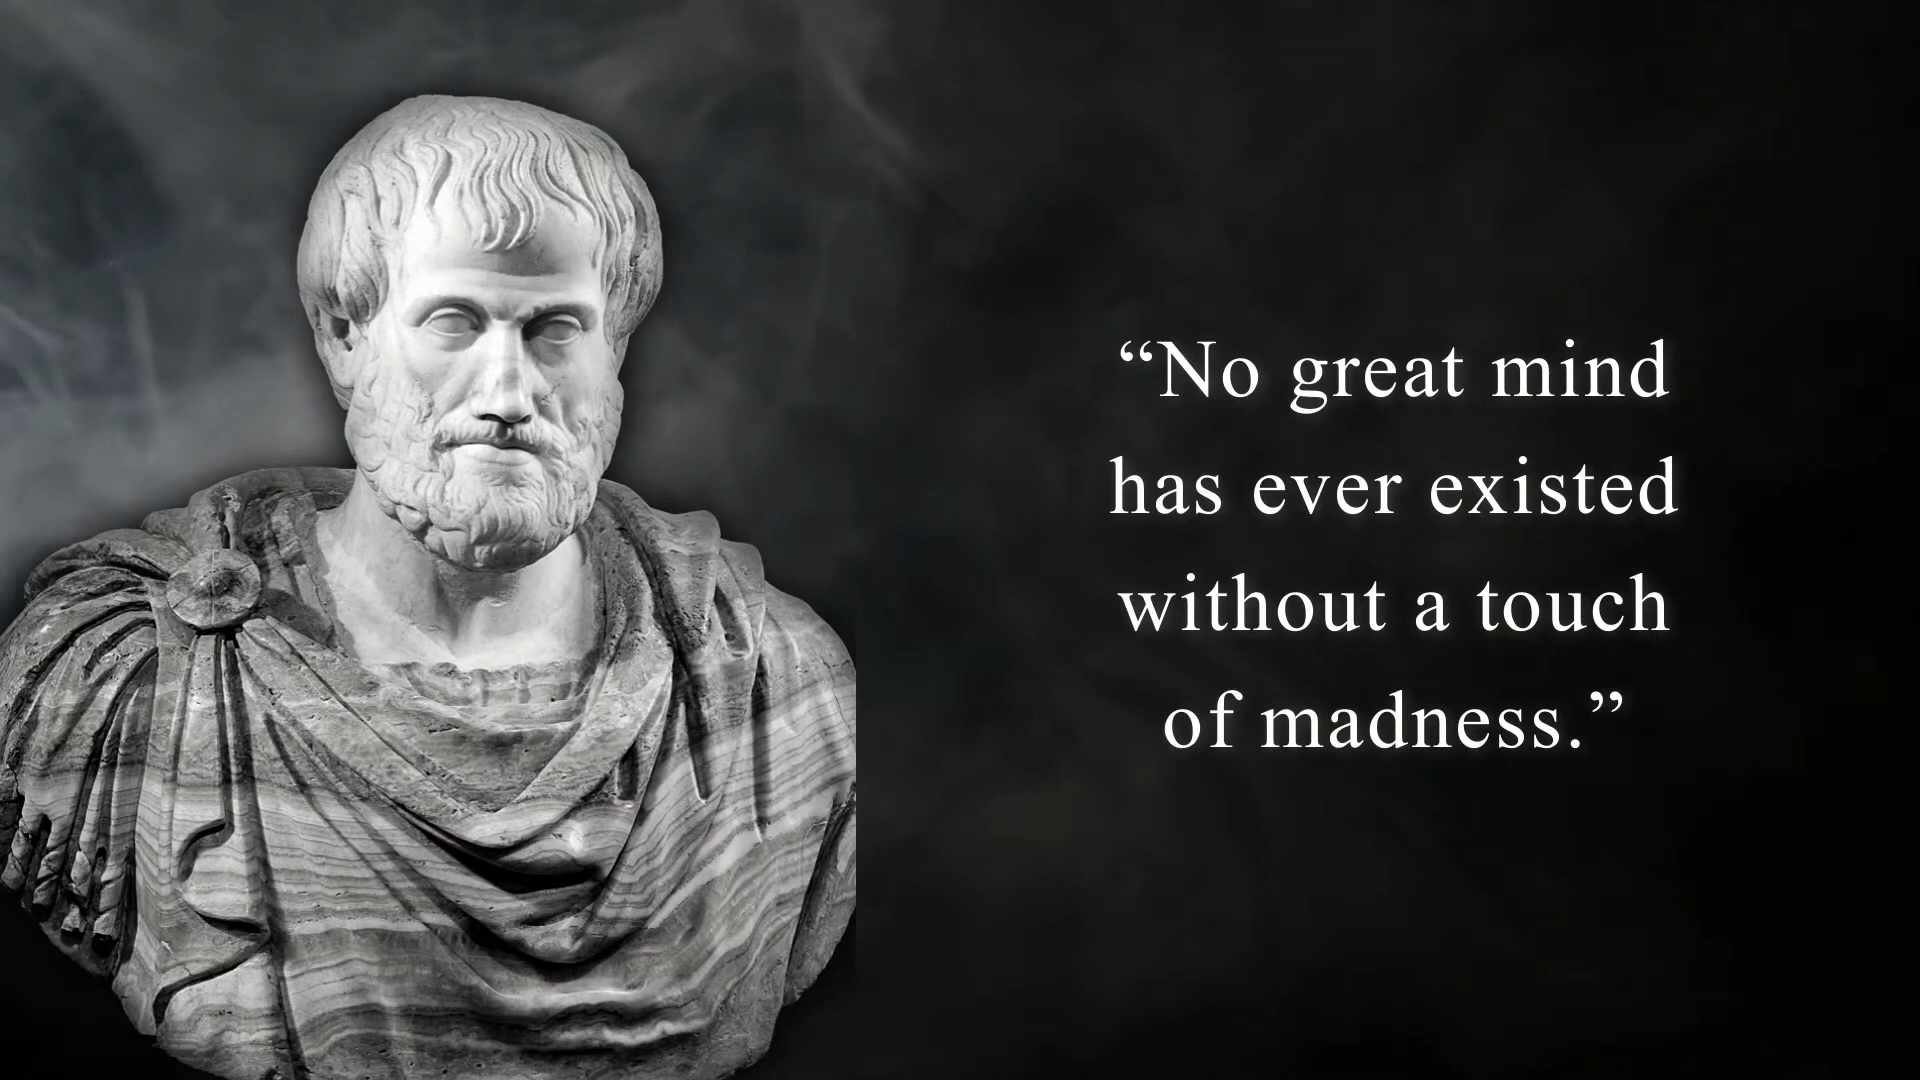 “No great mind
has ever existed
without a touch
of madness.”